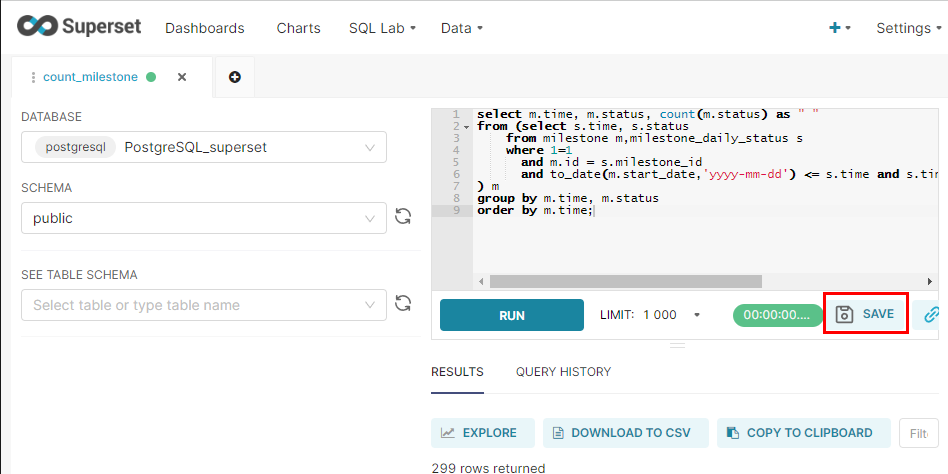 Superset Dashboards Charts SQL Lab Data + Settings
count_milestone
DATABASE
postgresql PostgreSQL_superset
SCHEMA
public
SEE TABLE SCHEMA
Select table or type table name
1 select m.time, m.status, count(m.status) as " "
2 from (select s.time, s.status
3 from milestone m,milestone_daily_status s
4 where 1=1
5 and m.id = s.milestone_id
6 and to_date(m.start_date,'yyyy-mm-dd') <= s.time and s.tim
7 ) m
8 group by m.time, m.status
9 order by m.time;
RUN LIMIT: 1 000 00:00:00.... SAVE
RESULTS QUERY HISTORY
EXPLORE DOWNLOAD TO CSV COPY TO CLIPBOARD Filt
299 rows returned